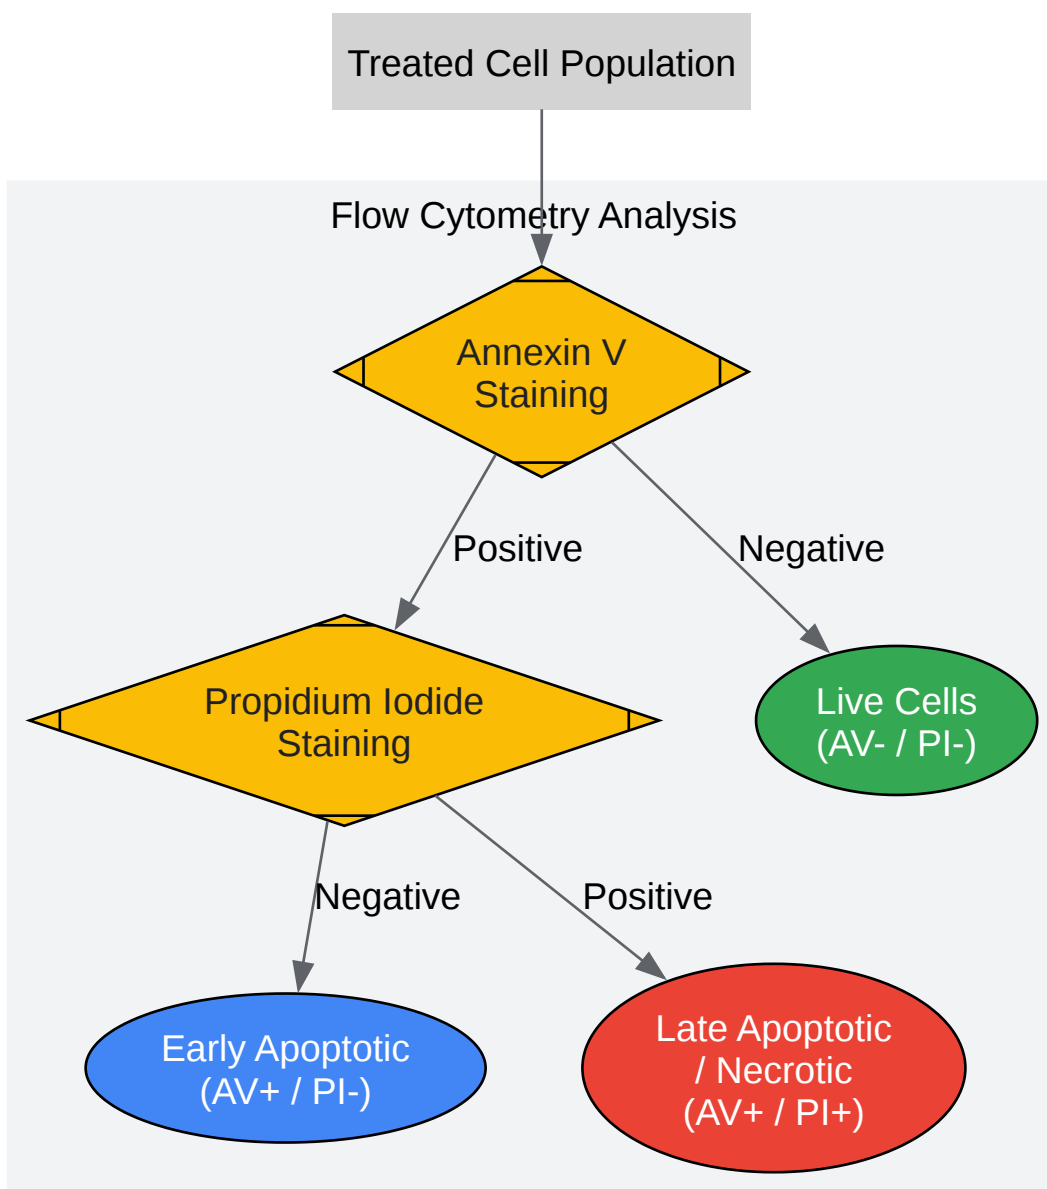 Treated Cell Population
Flow Cytometry Analysis
Annexin V
Staining
Positive
Negative
Propidium Iodide
Staining
Live Cells
(AV- / PI-)
Negative
Positive
Early Apoptotic
(AV+ / PI-)
Late Apoptotic
/ Necrotic
(AV+ / PI+)